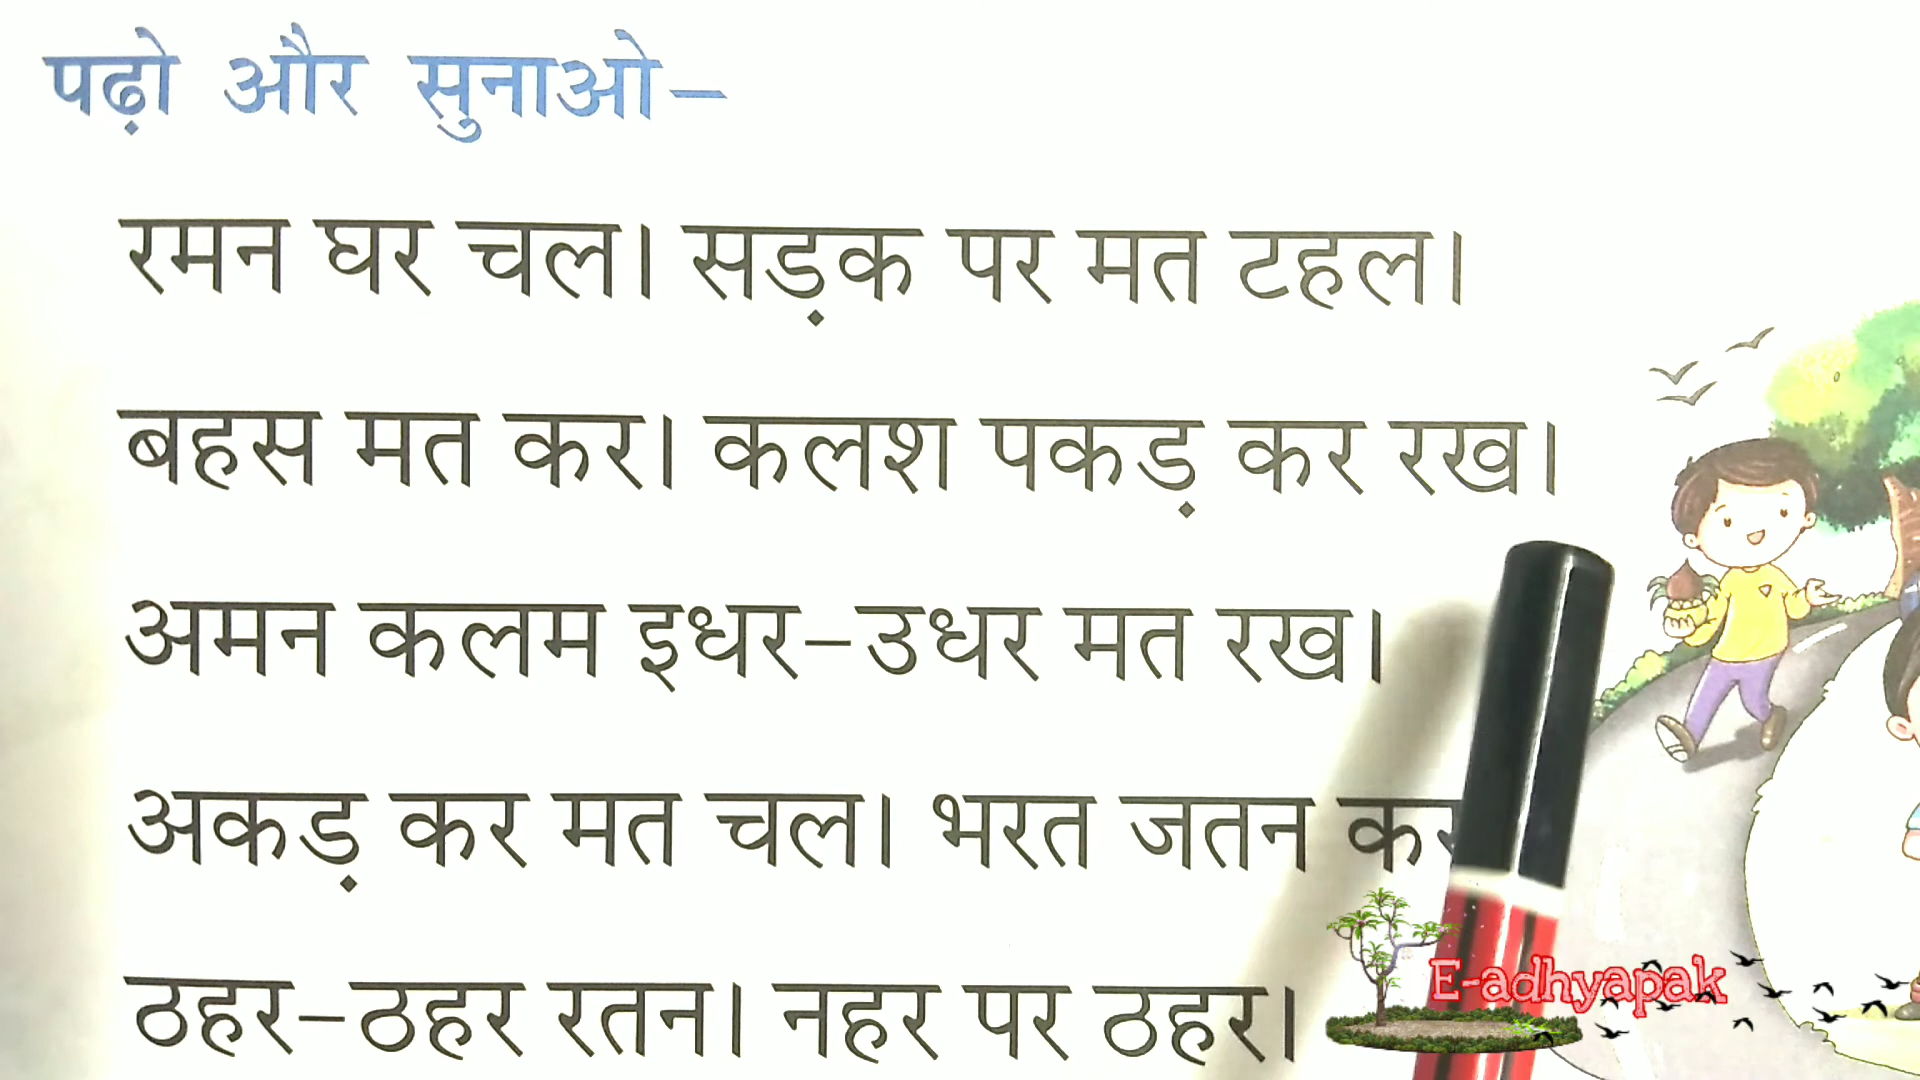 पढ़ो और सुनाओ–
रमन घर चल। सड़क पर मत टहल।
बहस मत कर। कलश पकड़ कर रख।
अमन कलम इधर–उधर मत रख।
अकड़ कर मत चल। भरत जतन
ठहर–ठहर रतन। नहर पर ठहर।
E-adhyapak